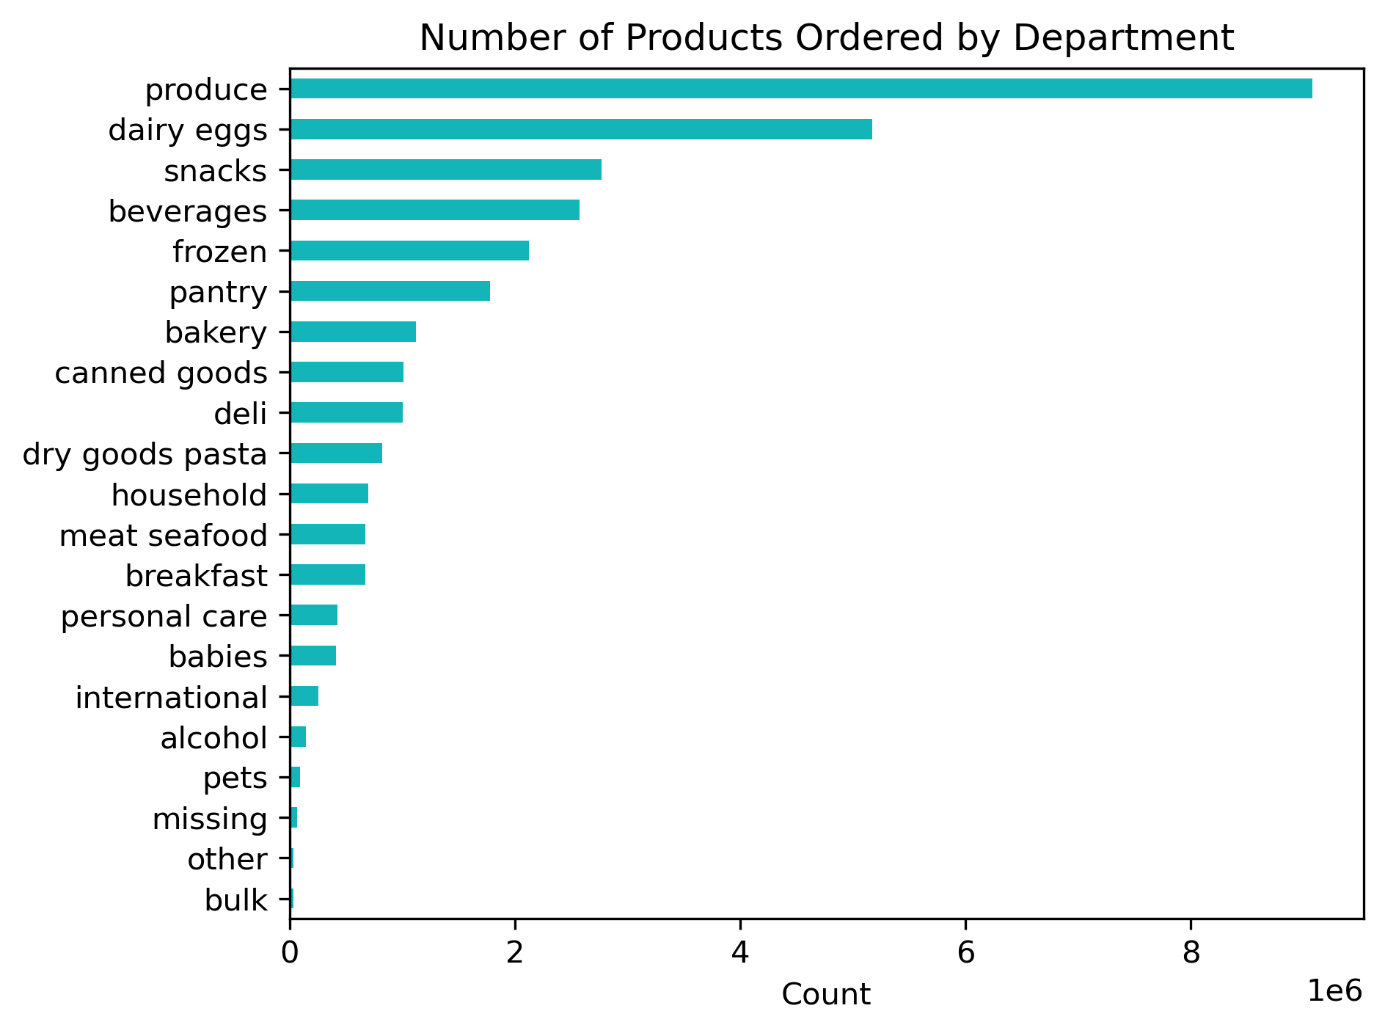 Number of Products Ordered by Department
produce
dairy eggs
snacks
beverages
frozen
pantry
bakery
canned goods
deli
dry goods pasta
household
meat seafood
breakfast
personal care
babies
international
alcohol
pets
missing
other
bulk
0 2 4 6 8
Count
1e6